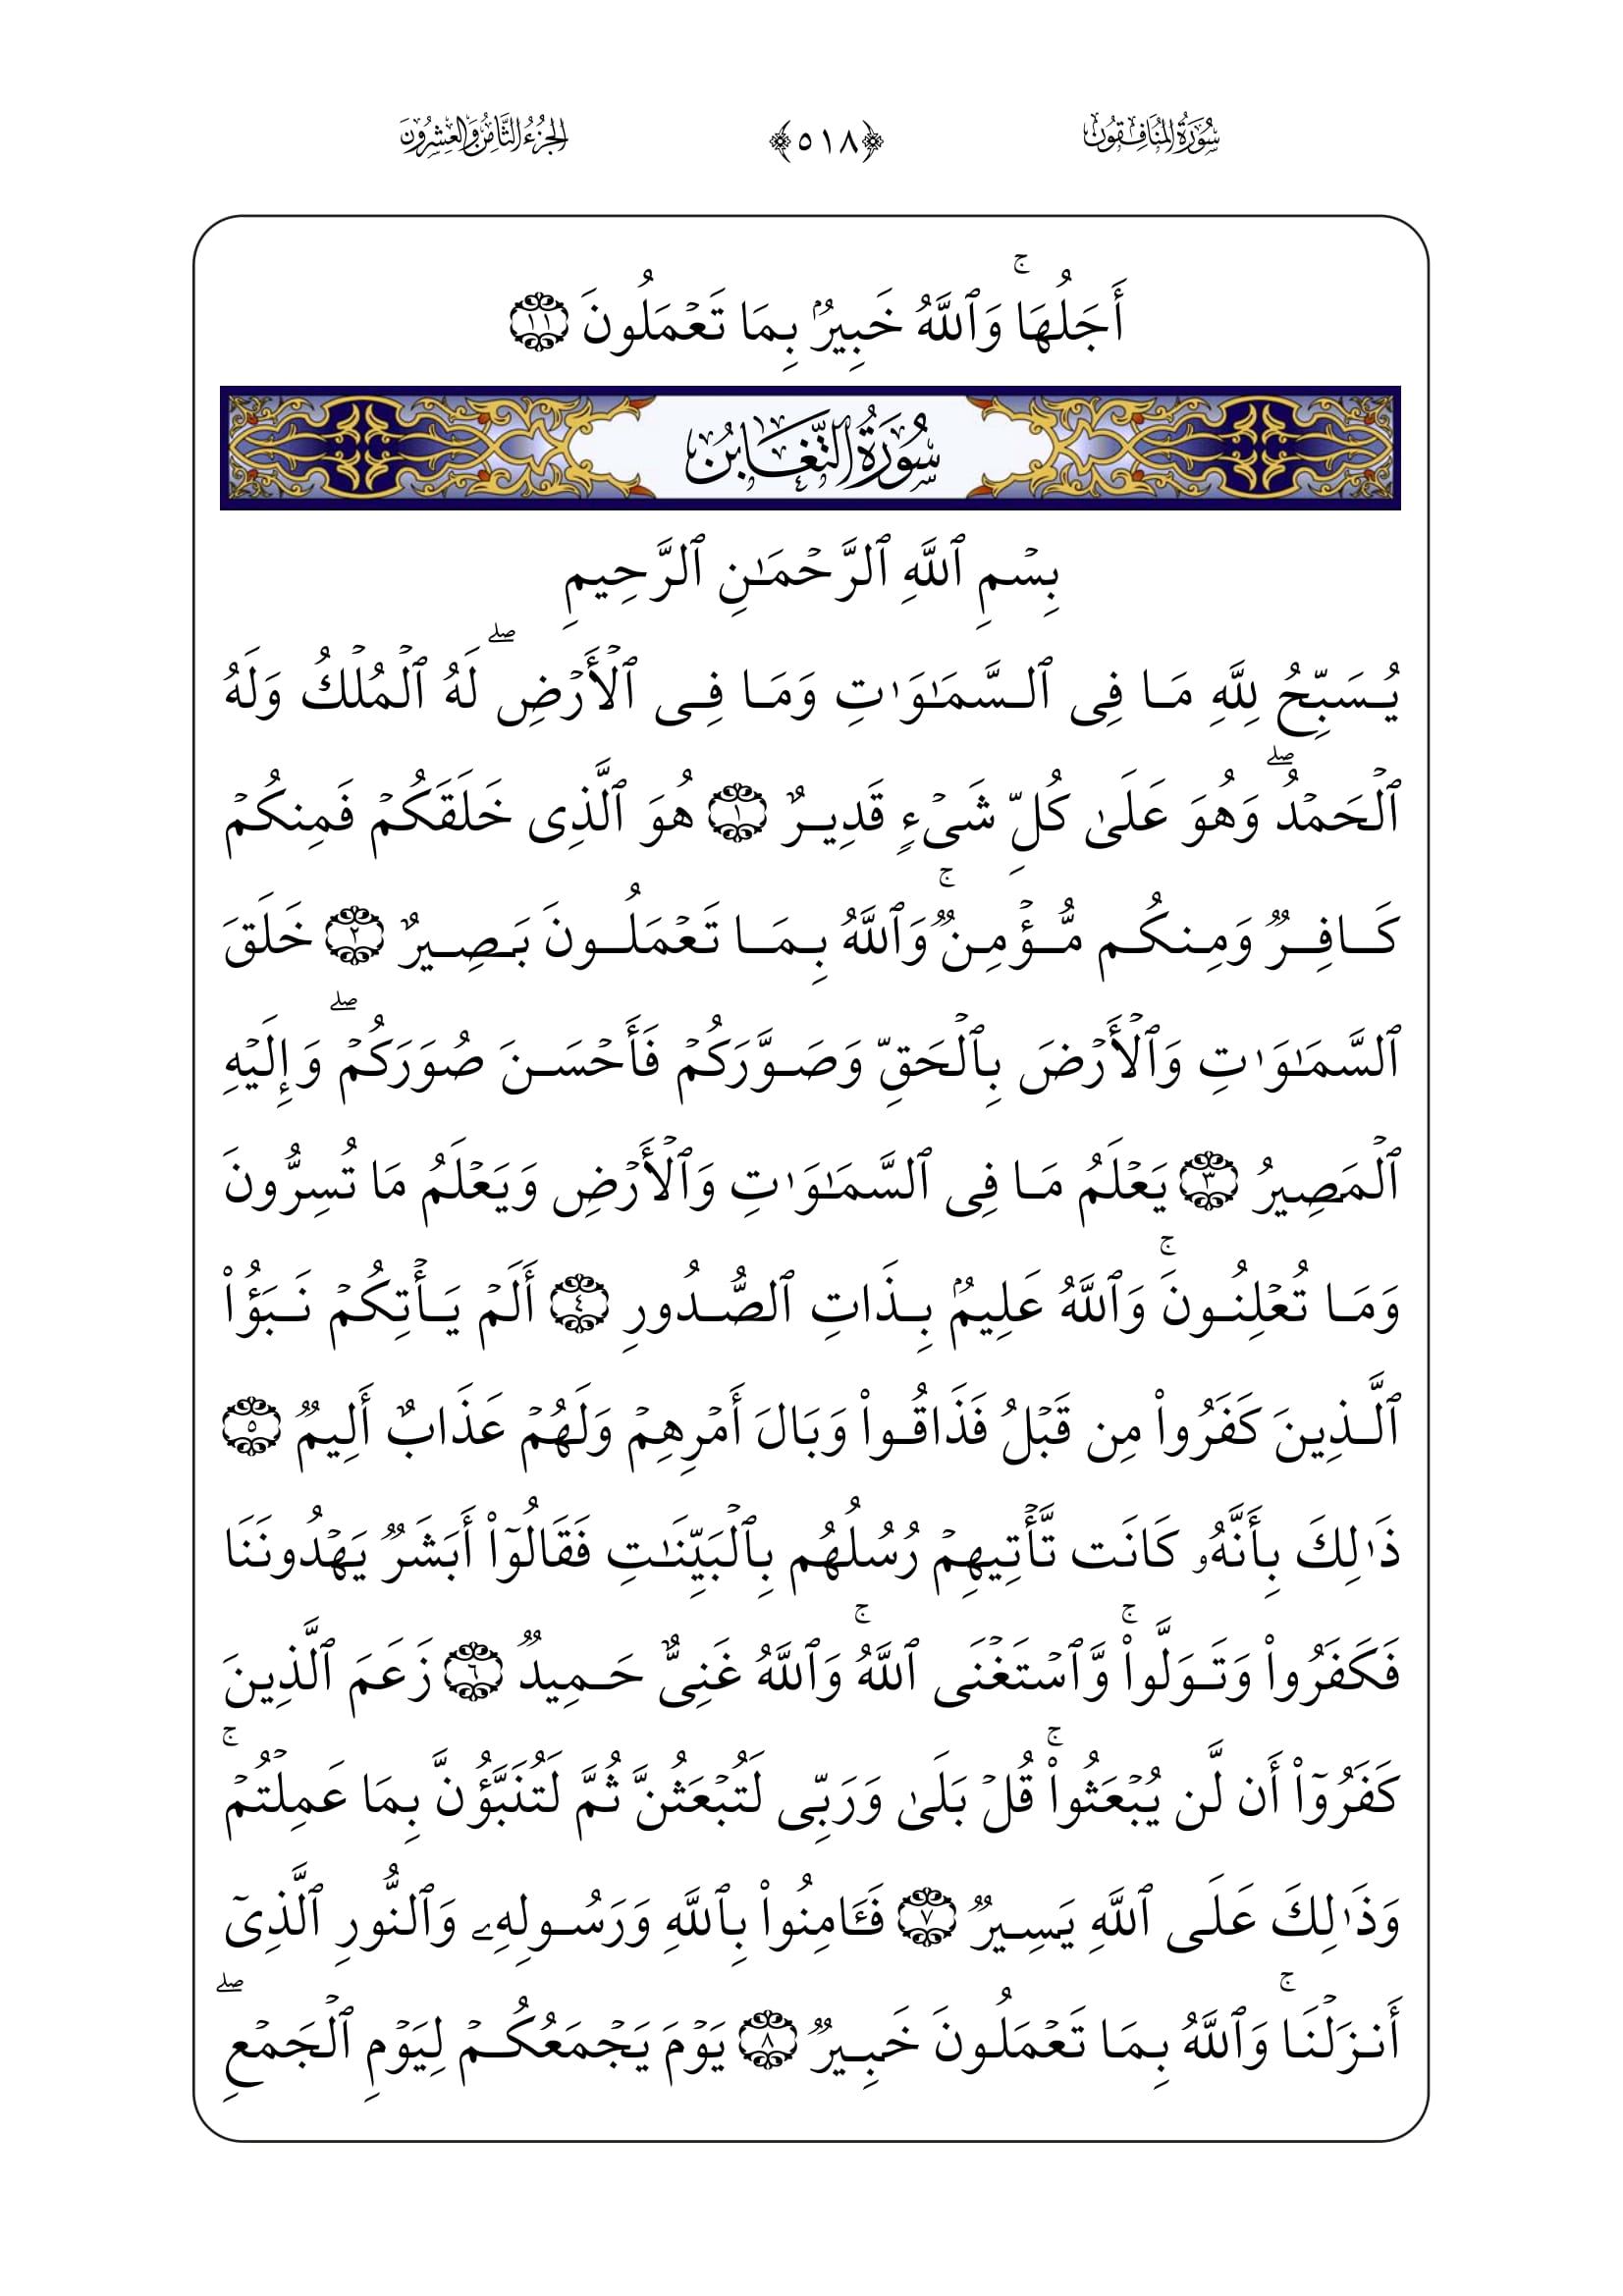 سُورَةُ المُنَافِقُون ﴿٥١٨﴾ الجُزْءُ الثَّامِنُ وَالعِشْرُونَ
أَجَلُهَاۚ وَٱللَّهُ خَبِيرُۢ بِمَا تَعۡمَلُونَ ١١
سُورَةُ التَّغَابُن
بِسۡمِ ٱللَّهِ ٱلرَّحۡمَٰنِ ٱلرَّحِيمِ
يُسَبِّحُ لِلَّهِ مَا فِى ٱلسَّمَٰوَٰتِ وَمَا فِى ٱلۡأَرۡضِۖ لَهُ ٱلۡمُلۡكُ وَلَهُ
ٱلۡحَمۡدُۖ وَهُوَ عَلَىٰ كُلِّ شَىۡءٍ قَدِيرٌ ١ هُوَ ٱلَّذِى خَلَقَكُمۡ فَمِنكُمۡ
كَافِرٞ وَمِنكُم مُّؤۡمِنٞۚ وَٱللَّهُ بِمَا تَعۡمَلُونَ بَصِيرٌ ٢ خَلَقَ
ٱلسَّمَٰوَٰتِ وَٱلۡأَرۡضَ بِٱلۡحَقِّ وَصَوَّرَكُمۡ فَأَحۡسَنَ صُوَرَكُمۡۖ وَإِلَيۡهِ
ٱلۡمَصِيرُ ٣ يَعۡلَمُ مَا فِى ٱلسَّمَٰوَٰتِ وَٱلۡأَرۡضِ وَيَعۡلَمُ مَا تُسِرُّونَ
وَمَا تُعۡلِنُونَۚ وَٱللَّهُ عَلِيمُۢ بِذَاتِ ٱلصُّدُورِ ٤ أَلَمۡ يَأۡتِكُمۡ نَبَؤُاْ
ٱلَّذِينَ كَفَرُواْ مِن قَبۡلُ فَذَاقُواْ وَبَالَ أَمۡرِهِمۡ وَلَهُمۡ عَذَابٌ أَلِيمٞ ٥
ذَٰلِكَ بِأَنَّهُۥ كَانَت تَّأۡتِيهِمۡ رُسُلُهُم بِٱلۡبَيِّنَٰتِ فَقَالُوٓاْ أَبَشَرٞ يَهۡدُونَنَا
فَكَفَرُواْ وَتَوَلَّواْۚ وَّٱسۡتَغۡنَى ٱللَّهُۚ وَٱللَّهُ غَنِىٌّ حَمِيدٞ ٦ زَعَمَ ٱلَّذِينَ
كَفَرُوٓاْ أَن لَّن يُبۡعَثُواْۚ قُلۡ بَلَىٰ وَرَبِّى لَتُبۡعَثُنَّ ثُمَّ لَتُنَبَّؤُنَّ بِمَا عَمِلۡتُمۡۚ
وَذَٰلِكَ عَلَى ٱللَّهِ يَسِيرٞ ٧ فَـَٔامِنُواْ بِٱللَّهِ وَرَسُولِهِۦ وَٱلنُّورِ ٱلَّذِىٓ
أَنزَلۡنَاۚ وَٱللَّهُ بِمَا تَعۡمَلُونَ خَبِيرٞ ٨ يَوۡمَ يَجۡمَعُكُمۡ لِيَوۡمِ ٱلۡجَمۡعِۖ